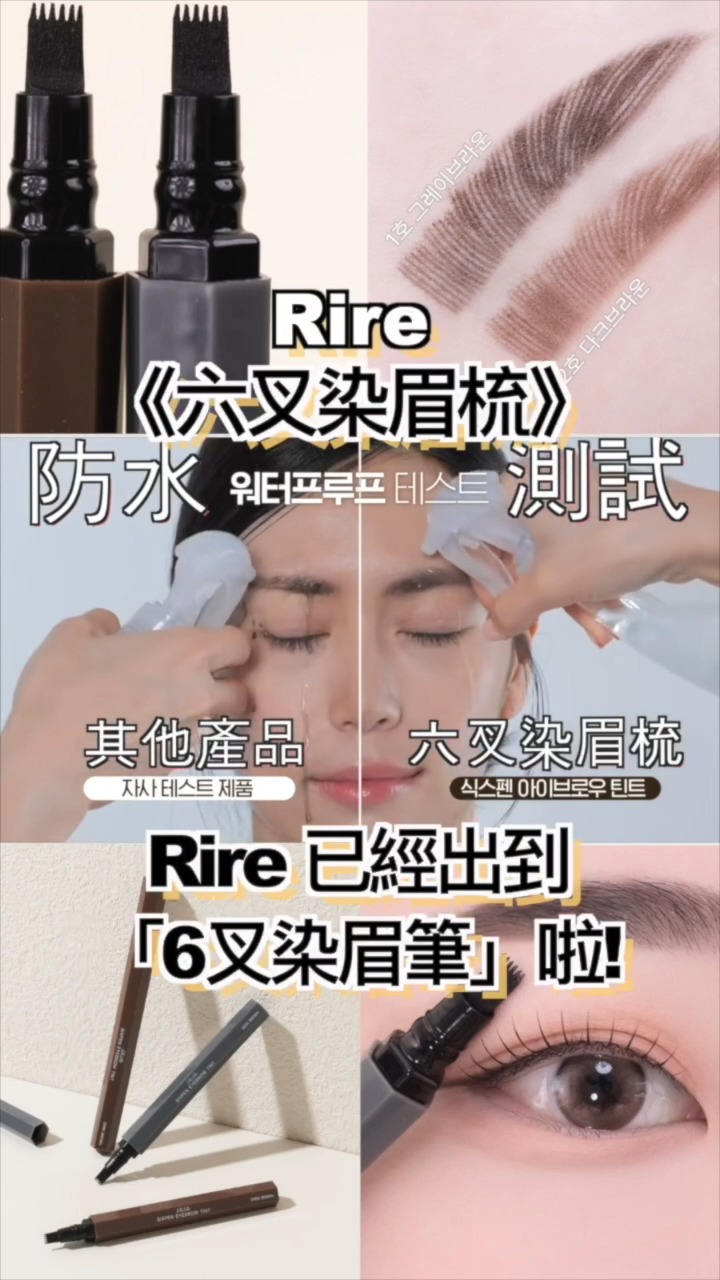 1호 그레이브라운
2호 다크브라운
Rire
《六叉染眉梳》
防水 워터프루프 테스트 測試
其他產品
자사 테스트 제품
六叉染眉梳
식스펜 아이브로우 틴트
Rire 已經出到
「6叉染眉筆」啦!
SIXPEN EYEBROW TINT